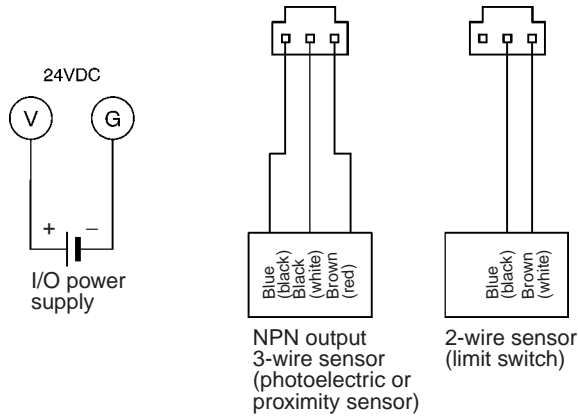 24VDC
V
G
+
–
I/O power
supply
Blue
(black)
Black
(white)
Brown
(red)
NPN output
3-wire sensor
(photoelectric or
proximity sensor)
Blue
(black)
Brown
(white)
2-wire sensor
(limit switch)